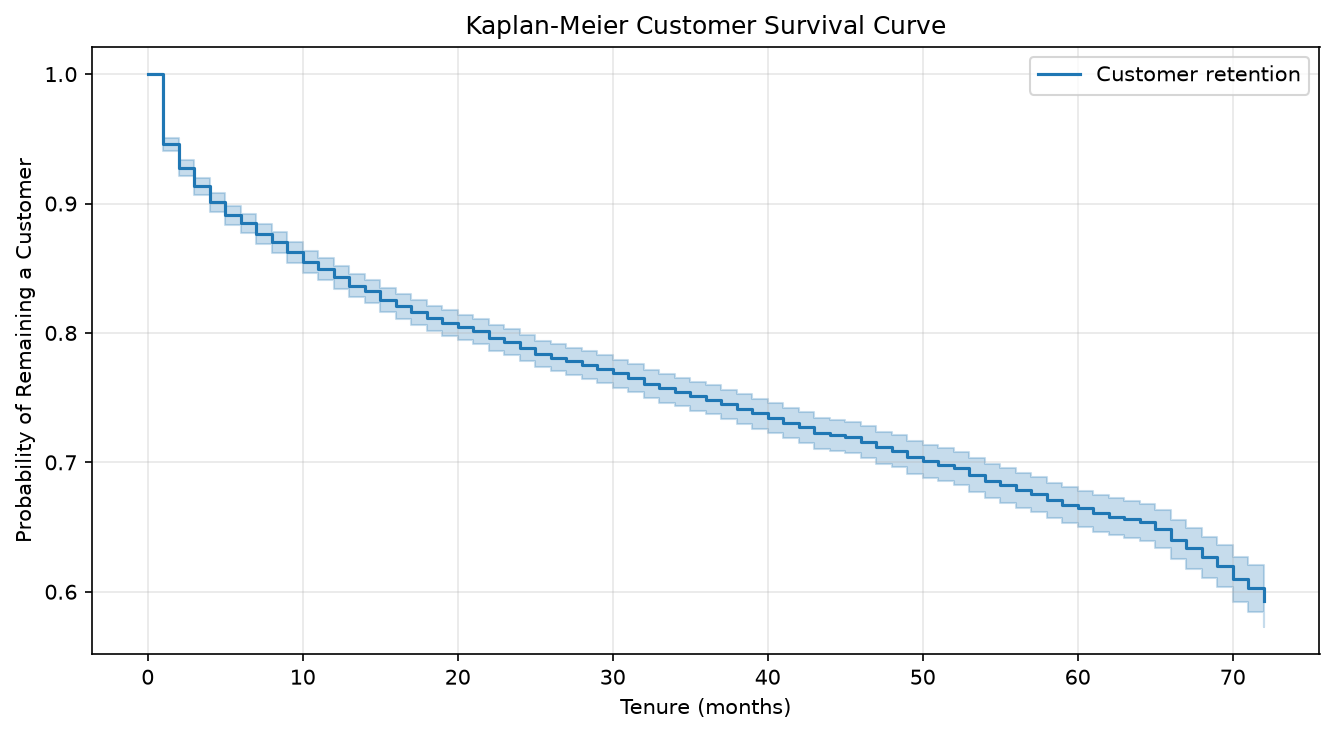 Kaplan-Meier Customer Survival Curve
Customer retention
Probability of Remaining a Customer
1.0
0.9
0.8
0.7
0.6
0 10 20 30 40 50 60 70
Tenure (months)